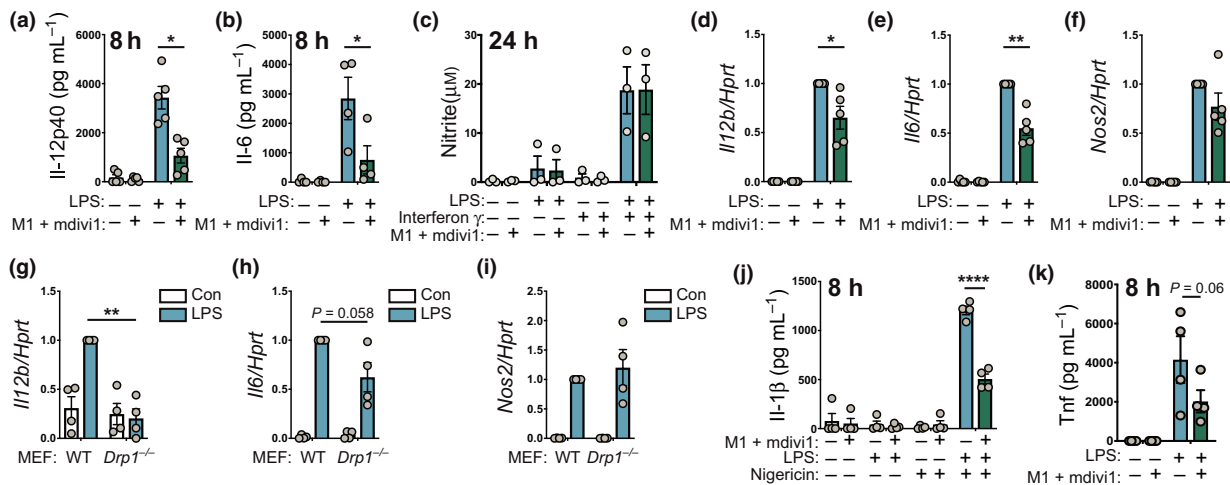 (a)
8 h
Il-12p40 (pg mL⁻¹)
6000
4000
2000
0
*
LPS: – – + +
M1 + mdivi1: – + – +
(b)
8 h
Il-6 (pg mL⁻¹)
5000
4000
3000
2000
1000
0
*
LPS: – – + +
M1 + mdivi1: – + – +
(c)
24 h
Nitrite(µM)
40
30
20
10
0
LPS: – – + + – – + +
Interferon γ: – – – – + + + +
M1 + mdivi1: – + – + – + – +
(d)
Il12b/Hprt
1.5
1.0
0.5
0.0
*
LPS: – – + +
M1 + mdivi1: – + – +
(e)
Il6/Hprt
1.5
1.0
0.5
0.0
**
LPS: – – + +
M1 + mdivi1: – + – +
(f)
Nos2/Hprt
1.5
1.0
0.5
0.0
LPS: – – + +
M1 + mdivi1: – + – +
(g)
Il12b/Hprt
1.5
1.0
0.5
0.0
**
Con
LPS
MEF: WT Drp1⁻/⁻
(h)
Il6/Hprt
1.5
1.0
0.5
0.0
P = 0.058
Con
LPS
MEF: WT Drp1⁻/⁻
(i)
Nos2/Hprt
2.5
2.0
1.5
1.0
0.5
0.0
Con
LPS
MEF: WT Drp1⁻/⁻
(j)
8 h
Il-1β (pg mL⁻¹)
1500
1000
500
0
****
M1 + mdivi1: – + – + – + – +
LPS: – – + + – – + +
Nigericin: – – – – + + + +
(k)
8 h
Tnf (pg mL⁻¹)
8000
6000
4000
2000
0
P = 0.06
LPS: – – + +
M1 + mdivi1: – + – +